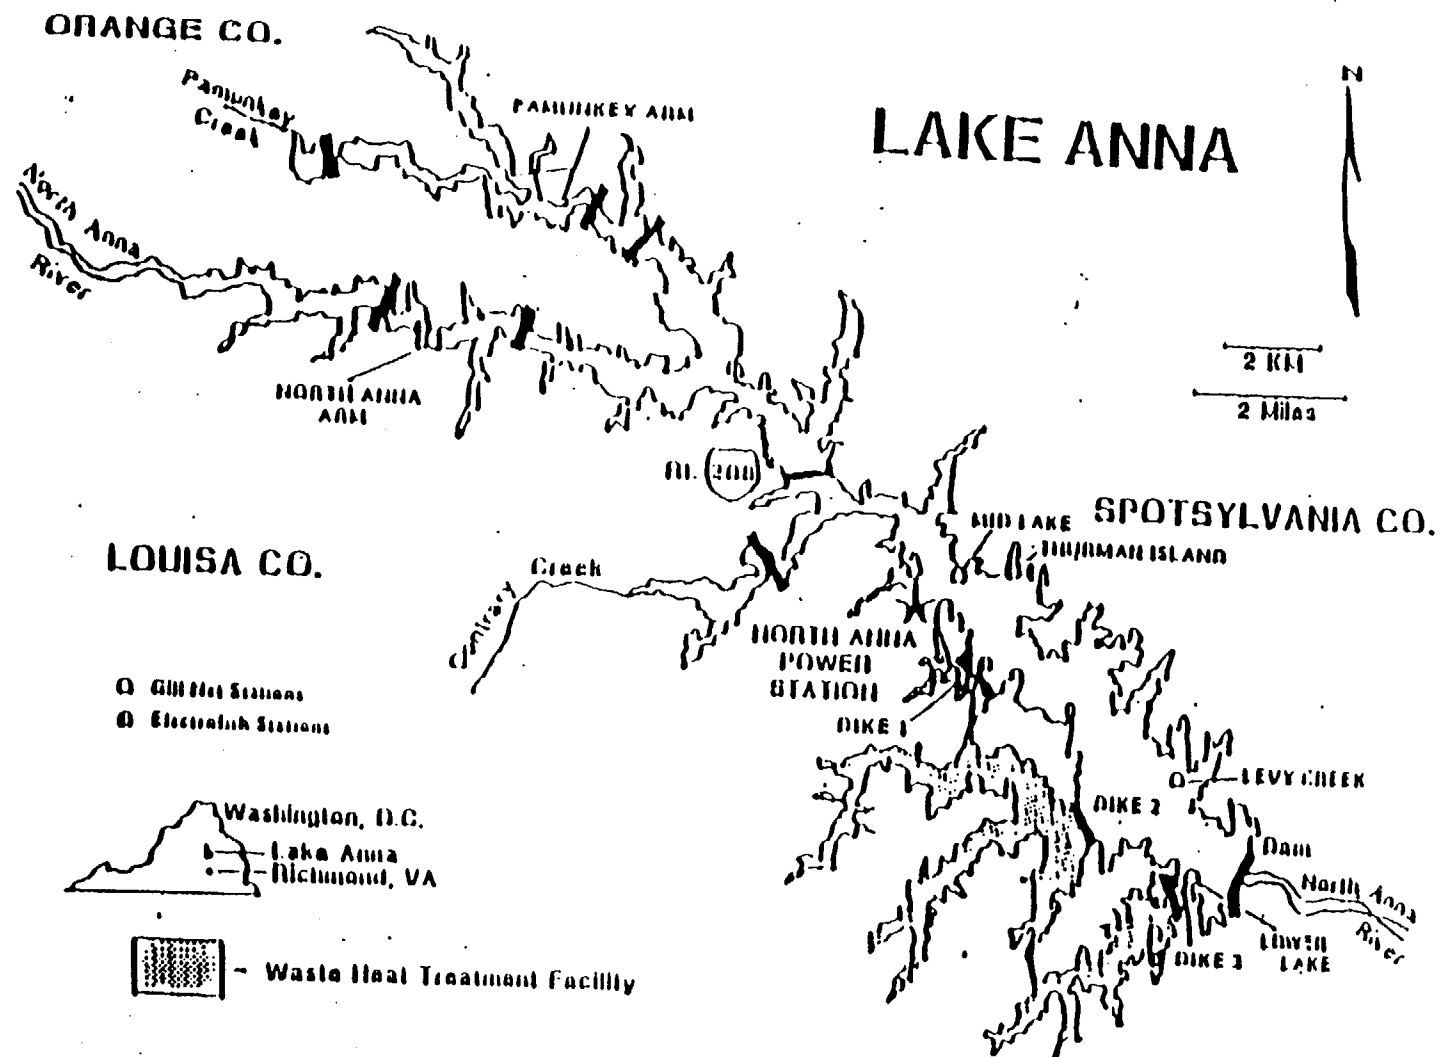 ORANGE CO.
Pamunkey
Creek
PAMUNKEY ARM
LAKE ANNA
N
North Anna
River
2 KM
2 Miles
NORTH ANNA
ARM
Rt. 208
SPOTSYLVANIA CO.
MID LAKE
THURMAN ISLAND
LOUISA CO.
Creek
NORTH ANNA
POWER
STATION
DIKE 1
Gill Net Stations
Electrofish Stations
LEVY CREEK
DIKE 2
Washington, D.C.
Lake Anna
Richmond, VA
Dam
North Anna
River
LOWER
LAKE
DIKE 3
- Waste Heat Treatment Facility